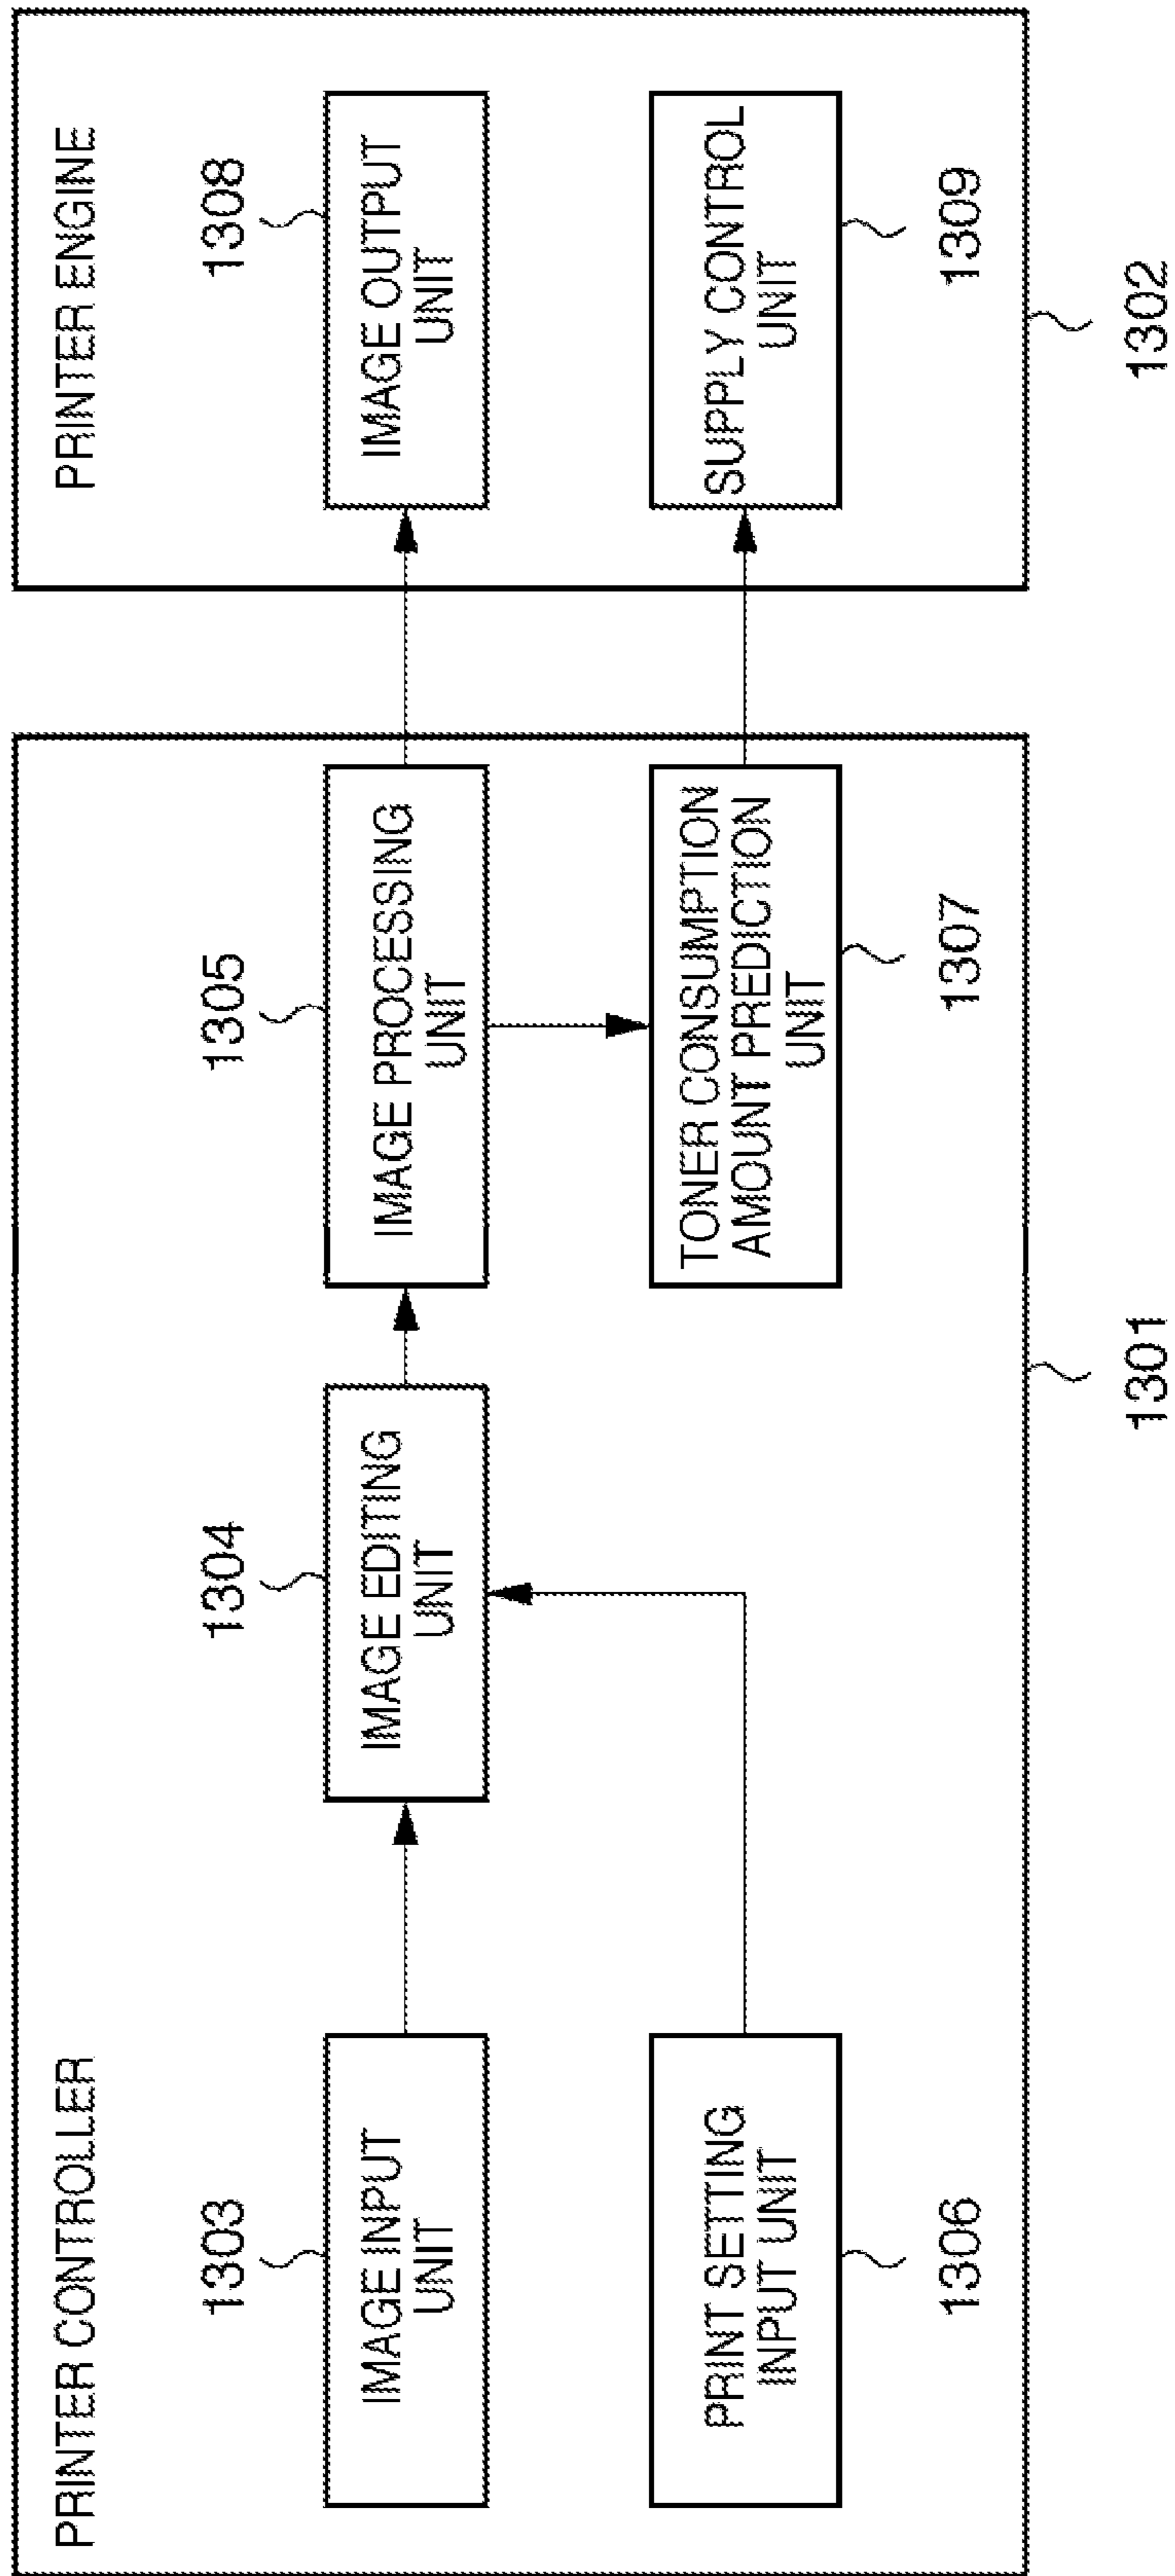 PRINTER CONTROLLER
1303
IMAGE INPUT
UNIT
1304
IMAGE EDITING
UNIT
1305
IMAGE PROCESSING
UNIT
PRINT SETTING
INPUT UNIT
1306
TONER CONSUMPTION
AMOUNT PREDICTION
UNIT
1307
1301
PRINTER ENGINE
1308
IMAGE OUTPUT
UNIT
SUPPLY CONTROL
UNIT
1309
1302